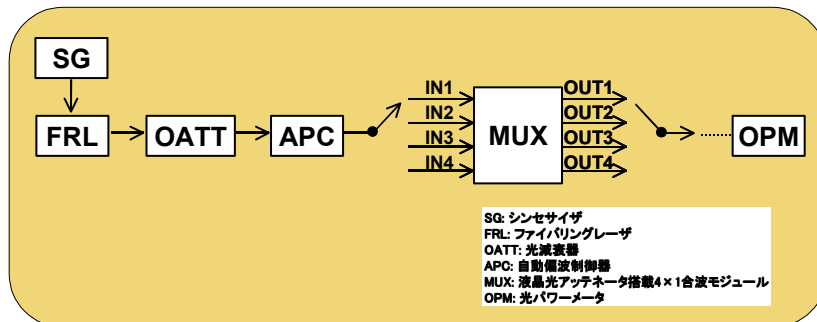 SG
FRL
OATT
APC
IN1
IN2
IN3
IN4
MUX
OUT1
OUT2
OUT3
OUT4
OPM
SG: シンセサイザ
FRL: ファイバリングレーザ
OATT: 光減衰器
APC: 自動偏波制御器
MUX: 液晶光アッテネータ搭載4×1合波モジュール
OPM: 光パワーメータ